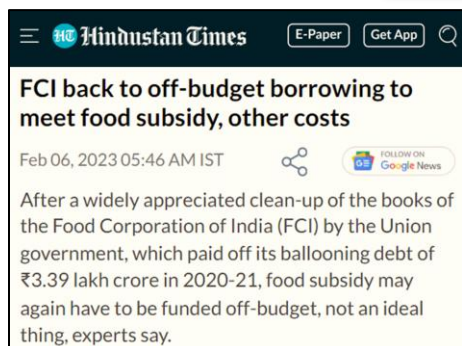 HT Hindustan Times
E-Paper
Get App
FCI back to off-budget borrowing to
meet food subsidy, other costs
Feb 06, 2023 05:46 AM IST
FOLLOW ON
Google News
After a widely appreciated clean-up of the books of
the Food Corporation of India (FCI) by the Union
government, which paid off its ballooning debt of
₹3.39 lakh crore in 2020-21, food subsidy may
again have to be funded off-budget, not an ideal
thing, experts say.